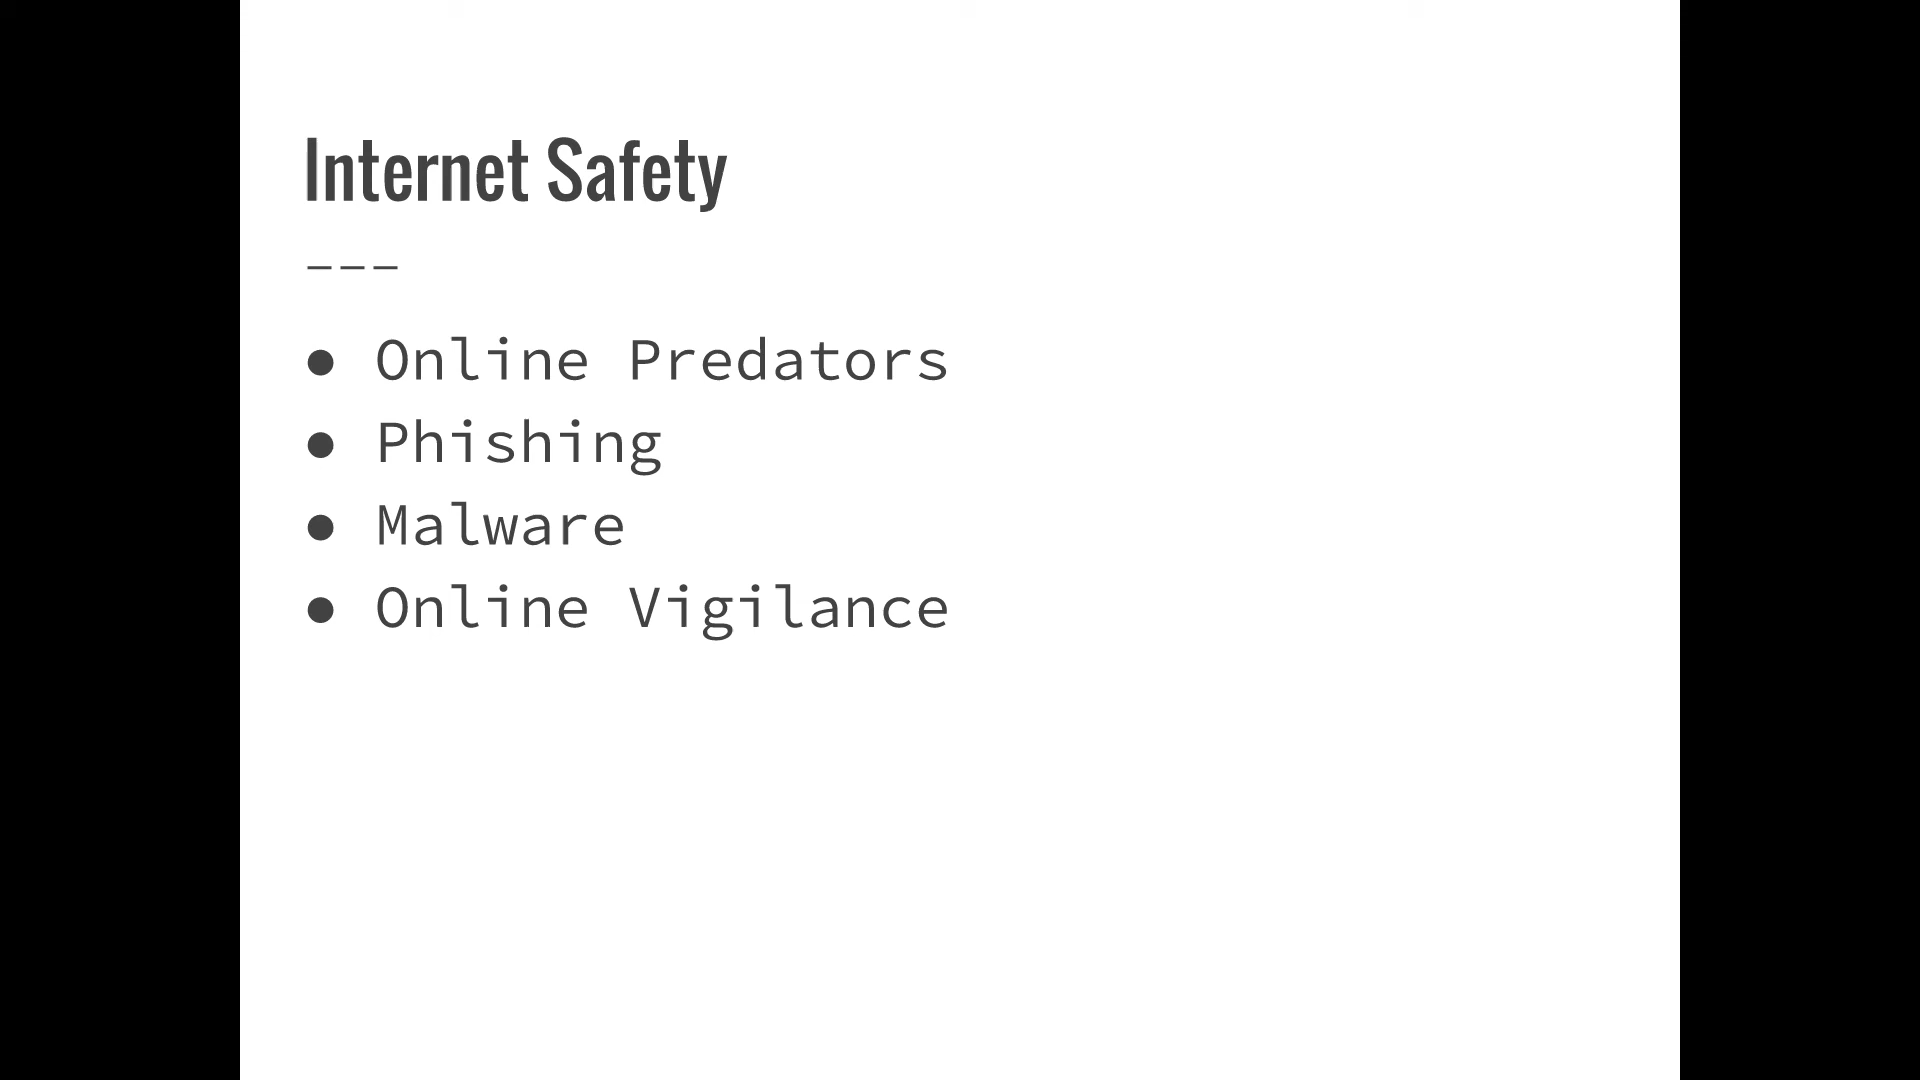 Internet Safety
● Online Predators
● Phishing
● Malware
● Online Vigilance